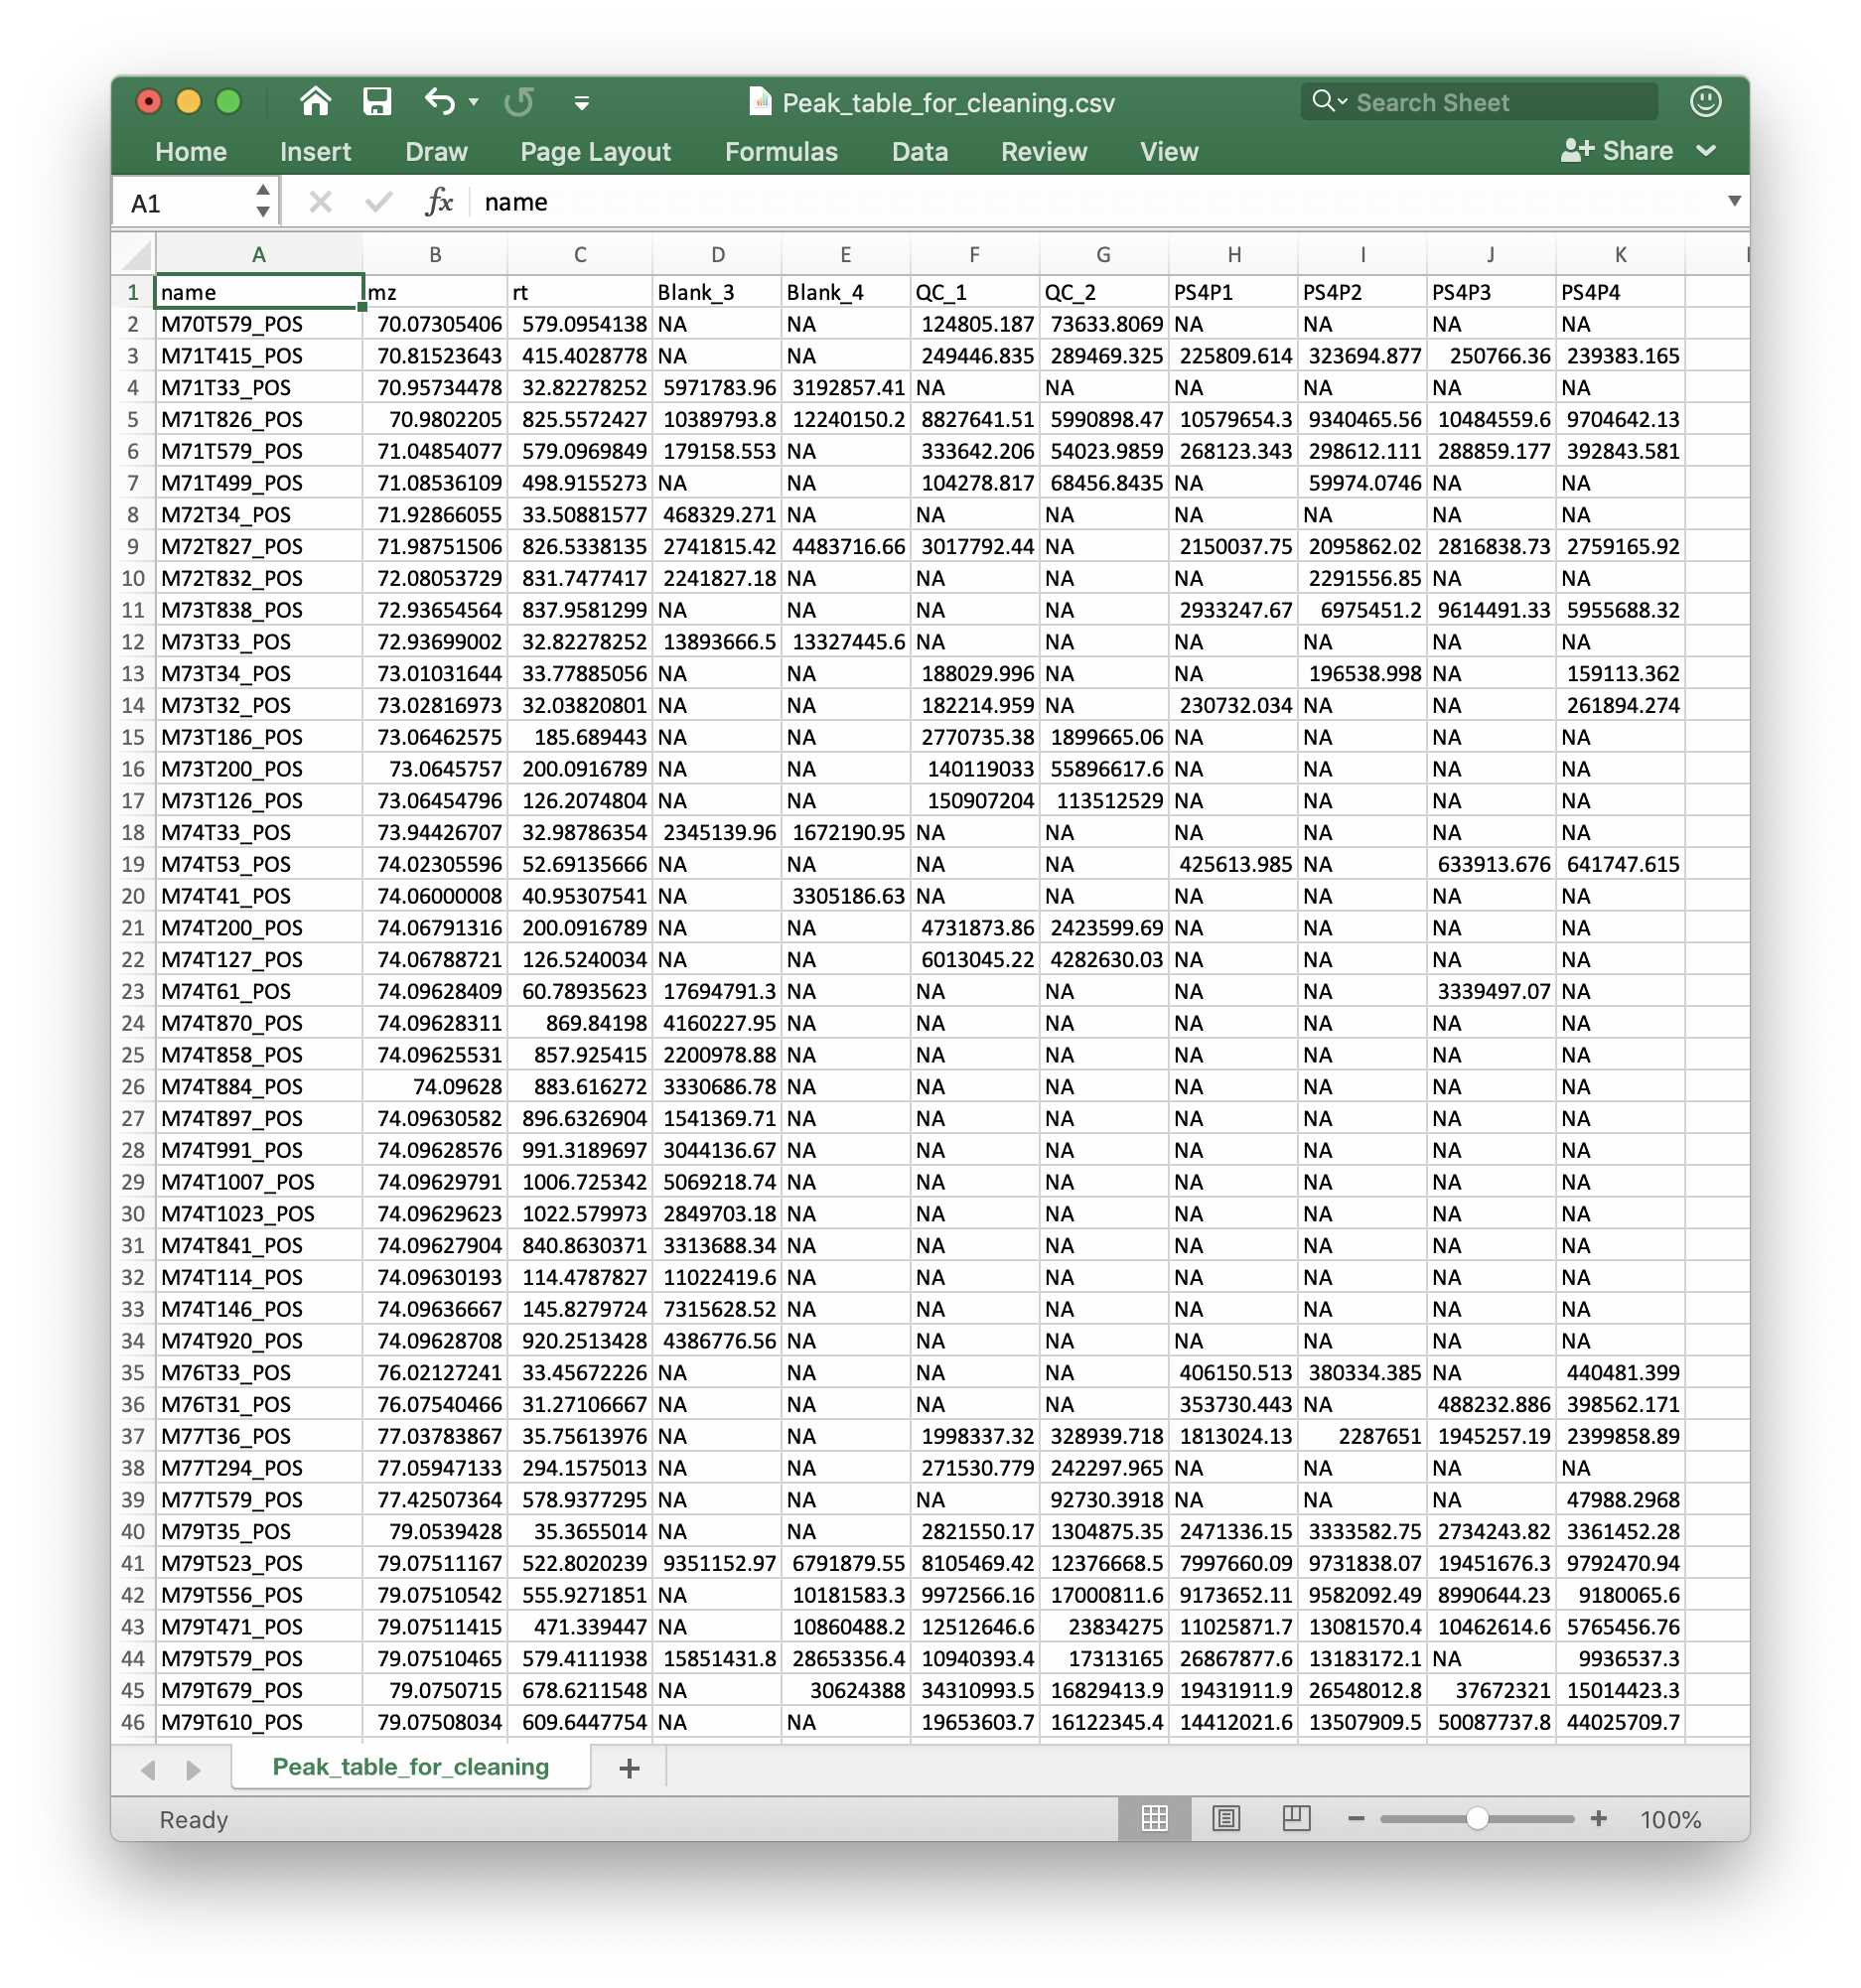 Peak_table_for_cleaning.csv
Search Sheet
Home Insert Draw Page Layout Formulas Data Review View Share
A1 fx name
A B C D E F G H I J K
1 name mz rt Blank_3 Blank_4 QC_1 QC_2 PS4P1 PS4P2 PS4P3 PS4P4
2 M70T579_POS 70.07305406 579.0954138 NA NA 124805.187 73633.8069 NA NA NA NA
3 M71T415_POS 70.81523643 415.4028778 NA NA 249446.835 289469.325 225809.614 323694.877 250766.36 239383.165
4 M71T33_POS 70.95734478 32.82278252 5971783.96 3192857.41 NA NA NA NA NA NA
5 M71T826_POS 70.9802205 825.5572427 10389793.8 12240150.2 8827641.51 5990898.47 10579654.3 9340465.56 10484559.6 9704642.13
6 M71T579_POS 71.04854077 579.0969849 179158.553 NA 333642.206 54023.9859 268123.343 298612.111 288859.177 392843.581
7 M71T499_POS 71.08536109 498.9155273 NA NA 104278.817 68456.8435 NA 59974.0746 NA NA
8 M72T34_POS 71.92866055 33.50881577 468329.271 NA NA NA NA NA NA NA
9 M72T827_POS 71.98751506 826.5338135 2741815.42 4483716.66 3017792.44 NA 2150037.75 2095862.02 2816838.73 2759165.92
10 M72T832_POS 72.08053729 831.7477417 2241827.18 NA NA NA NA 2291556.85 NA NA
11 M73T838_POS 72.93654564 837.9581299 NA NA NA NA 2933247.67 6975451.2 9614491.33 5955688.32
12 M73T33_POS 72.93699002 32.82278252 13893666.5 13327445.6 NA NA NA NA NA NA
13 M73T34_POS 73.01031644 33.77885056 NA NA 188029.996 NA NA 196538.998 NA 159113.362
14 M73T32_POS 73.02816973 32.03820801 NA NA 182214.959 NA 230732.034 NA NA 261894.274
15 M73T186_POS 73.06462575 185.689443 NA NA 2770735.38 1899665.06 NA NA NA NA
16 M73T200_POS 73.0645757 200.0916789 NA NA 140119033 55896617.6 NA NA NA NA
17 M73T126_POS 73.06454796 126.2074804 NA NA 150907204 113512529 NA NA NA NA
18 M74T33_POS 73.94426707 32.98786354 2345139.96 1672190.95 NA NA NA NA NA NA
19 M74T53_POS 74.02305596 52.69135666 NA NA NA NA 425613.985 NA 633913.676 641747.615
20 M74T41_POS 74.06000008 40.95307541 NA 3305186.63 NA NA NA NA NA NA
21 M74T200_POS 74.06791316 200.0916789 NA NA 4731873.86 2423599.69 NA NA NA NA
22 M74T127_POS 74.06788721 126.5240034 NA NA 6013045.22 4282630.03 NA NA NA NA
23 M74T61_POS 74.09628409 60.78935623 17694791.3 NA NA NA NA NA 3339497.07 NA
24 M74T870_POS 74.09628311 869.84198 4160227.95 NA NA NA NA NA NA NA
25 M74T858_POS 74.09625531 857.925415 2200978.88 NA NA NA NA NA NA NA
26 M74T884_POS 74.09628 883.616272 3330686.78 NA NA NA NA NA NA NA
27 M74T897_POS 74.09630582 896.6326904 1541369.71 NA NA NA NA NA NA NA
28 M74T991_POS 74.09628576 991.3189697 3044136.67 NA NA NA NA NA NA NA
29 M74T1007_POS 74.09629791 1006.725342 5069218.74 NA NA NA NA NA NA NA
30 M74T1023_POS 74.09629623 1022.579973 2849703.18 NA NA NA NA NA NA NA
31 M74T841_POS 74.09627904 840.8630371 3313688.34 NA NA NA NA NA NA NA
32 M74T114_POS 74.09630193 114.4787827 11022419.6 NA NA NA NA NA NA NA
33 M74T146_POS 74.09636667 145.8279724 7315628.52 NA NA NA NA NA NA NA
34 M74T920_POS 74.09628708 920.2513428 4386776.56 NA NA NA NA NA NA NA
35 M76T33_POS 76.02127241 33.45672226 NA NA NA NA 406150.513 380334.385 NA 440481.399
36 M76T31_POS 76.07540466 31.27106667 NA NA NA NA 353730.443 NA 488232.886 398562.171
37 M77T36_POS 77.03783867 35.75613976 NA NA 1998337.32 328939.718 1813024.13 2287651 1945257.19 2399858.89
38 M77T294_POS 77.05947133 294.1575013 NA NA 271530.779 242297.965 NA NA NA NA
39 M77T579_POS 77.42507364 578.9377295 NA NA NA 92730.3918 NA NA NA 47988.2968
40 M79T35_POS 79.0539428 35.3655014 NA NA 2821550.17 1304875.35 2471336.15 3333582.75 2734243.82 3361452.28
41 M79T523_POS 79.07511167 522.8020239 9351152.97 6791879.55 8105469.42 12376668.5 7997660.09 9731838.07 19451676.3 9792470.94
42 M79T556_POS 79.07510542 555.9271851 NA 10181583.3 9972566.16 17000811.6 9173652.11 9582092.49 8990644.23 9180065.6
43 M79T471_POS 79.07511415 471.339447 NA 10860488.2 12512646.6 23834275 11025871.7 13081570.4 10462614.6 5765456.76
44 M79T579_POS 79.07510465 579.4111938 15851431.8 28653356.4 10940393.4 17313165 26867877.6 13183172.1 NA 9936537.3
45 M79T679_POS 79.0750715 678.6211548 NA 30624388 34310993.5 16829413.9 19431911.9 26548012.8 37672321 15014423.3
46 M79T610_POS 79.07508034 609.6447754 NA NA 19653603.7 16122345.4 14412021.6 13507909.5 50087737.8 44025709.7
Peak_table_for_cleaning +
Ready 100%